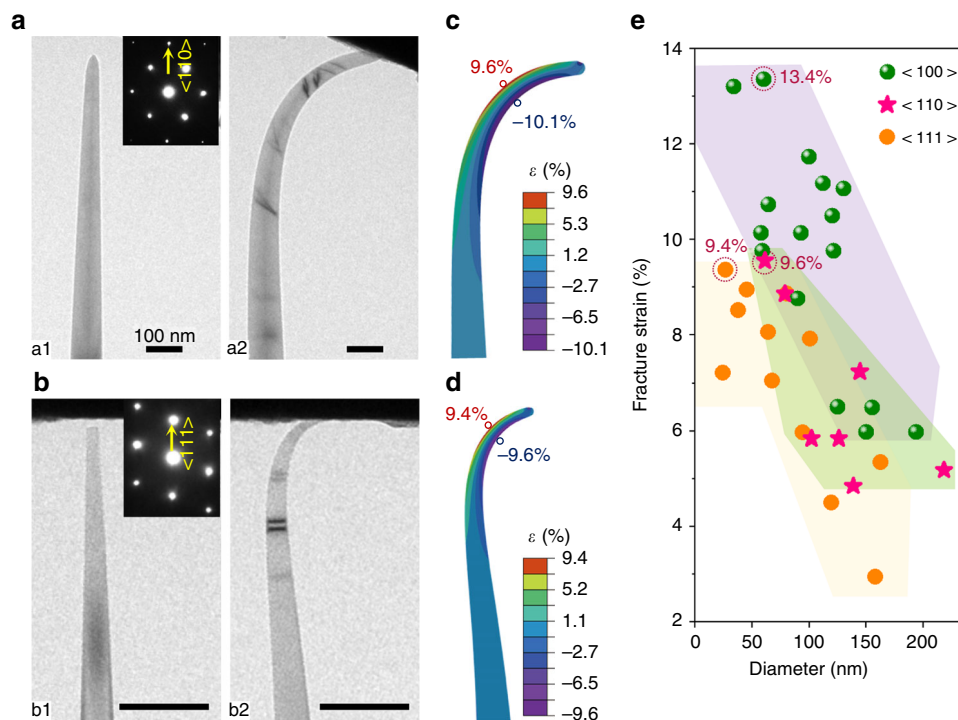 a
<110>
a1
100 nm
a2
b
<111>
b1
b2
c
9.6%
−10.1%
ε (%)
9.6
5.3
1.2
−2.7
−6.5
−10.1
d
9.4%
−9.6%
ε (%)
9.4
5.2
1.1
−2.7
−5.9
−9.6
e
Fracture strain (%)
14
12
10
8
6
4
2
0 50 100 150 200
Diameter (nm)
13.4%
9.4%
9.6%
< 100 >
< 110 >
< 111 >